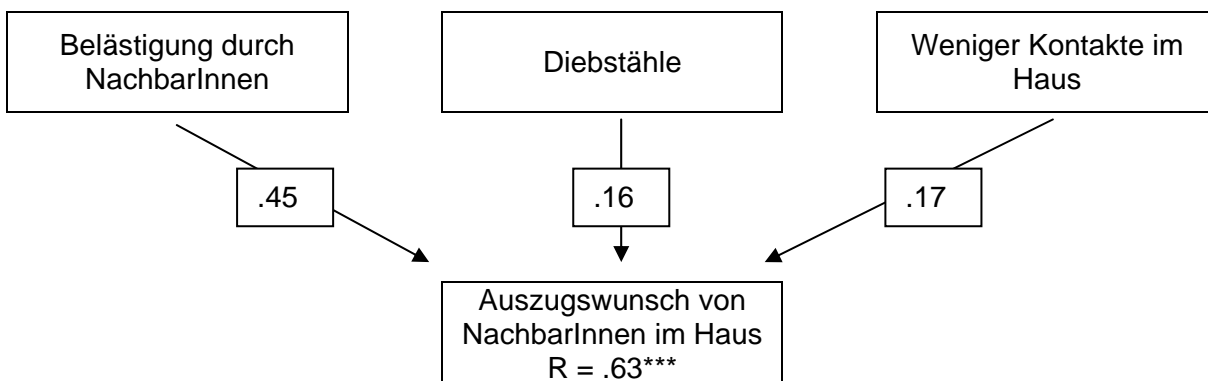 Belästigung durch
NachbarInnen
Diebstähle
Weniger Kontakte im
Haus
.45
.16
.17
Auszugswunsch von
NachbarInnen im Haus
R = .63***